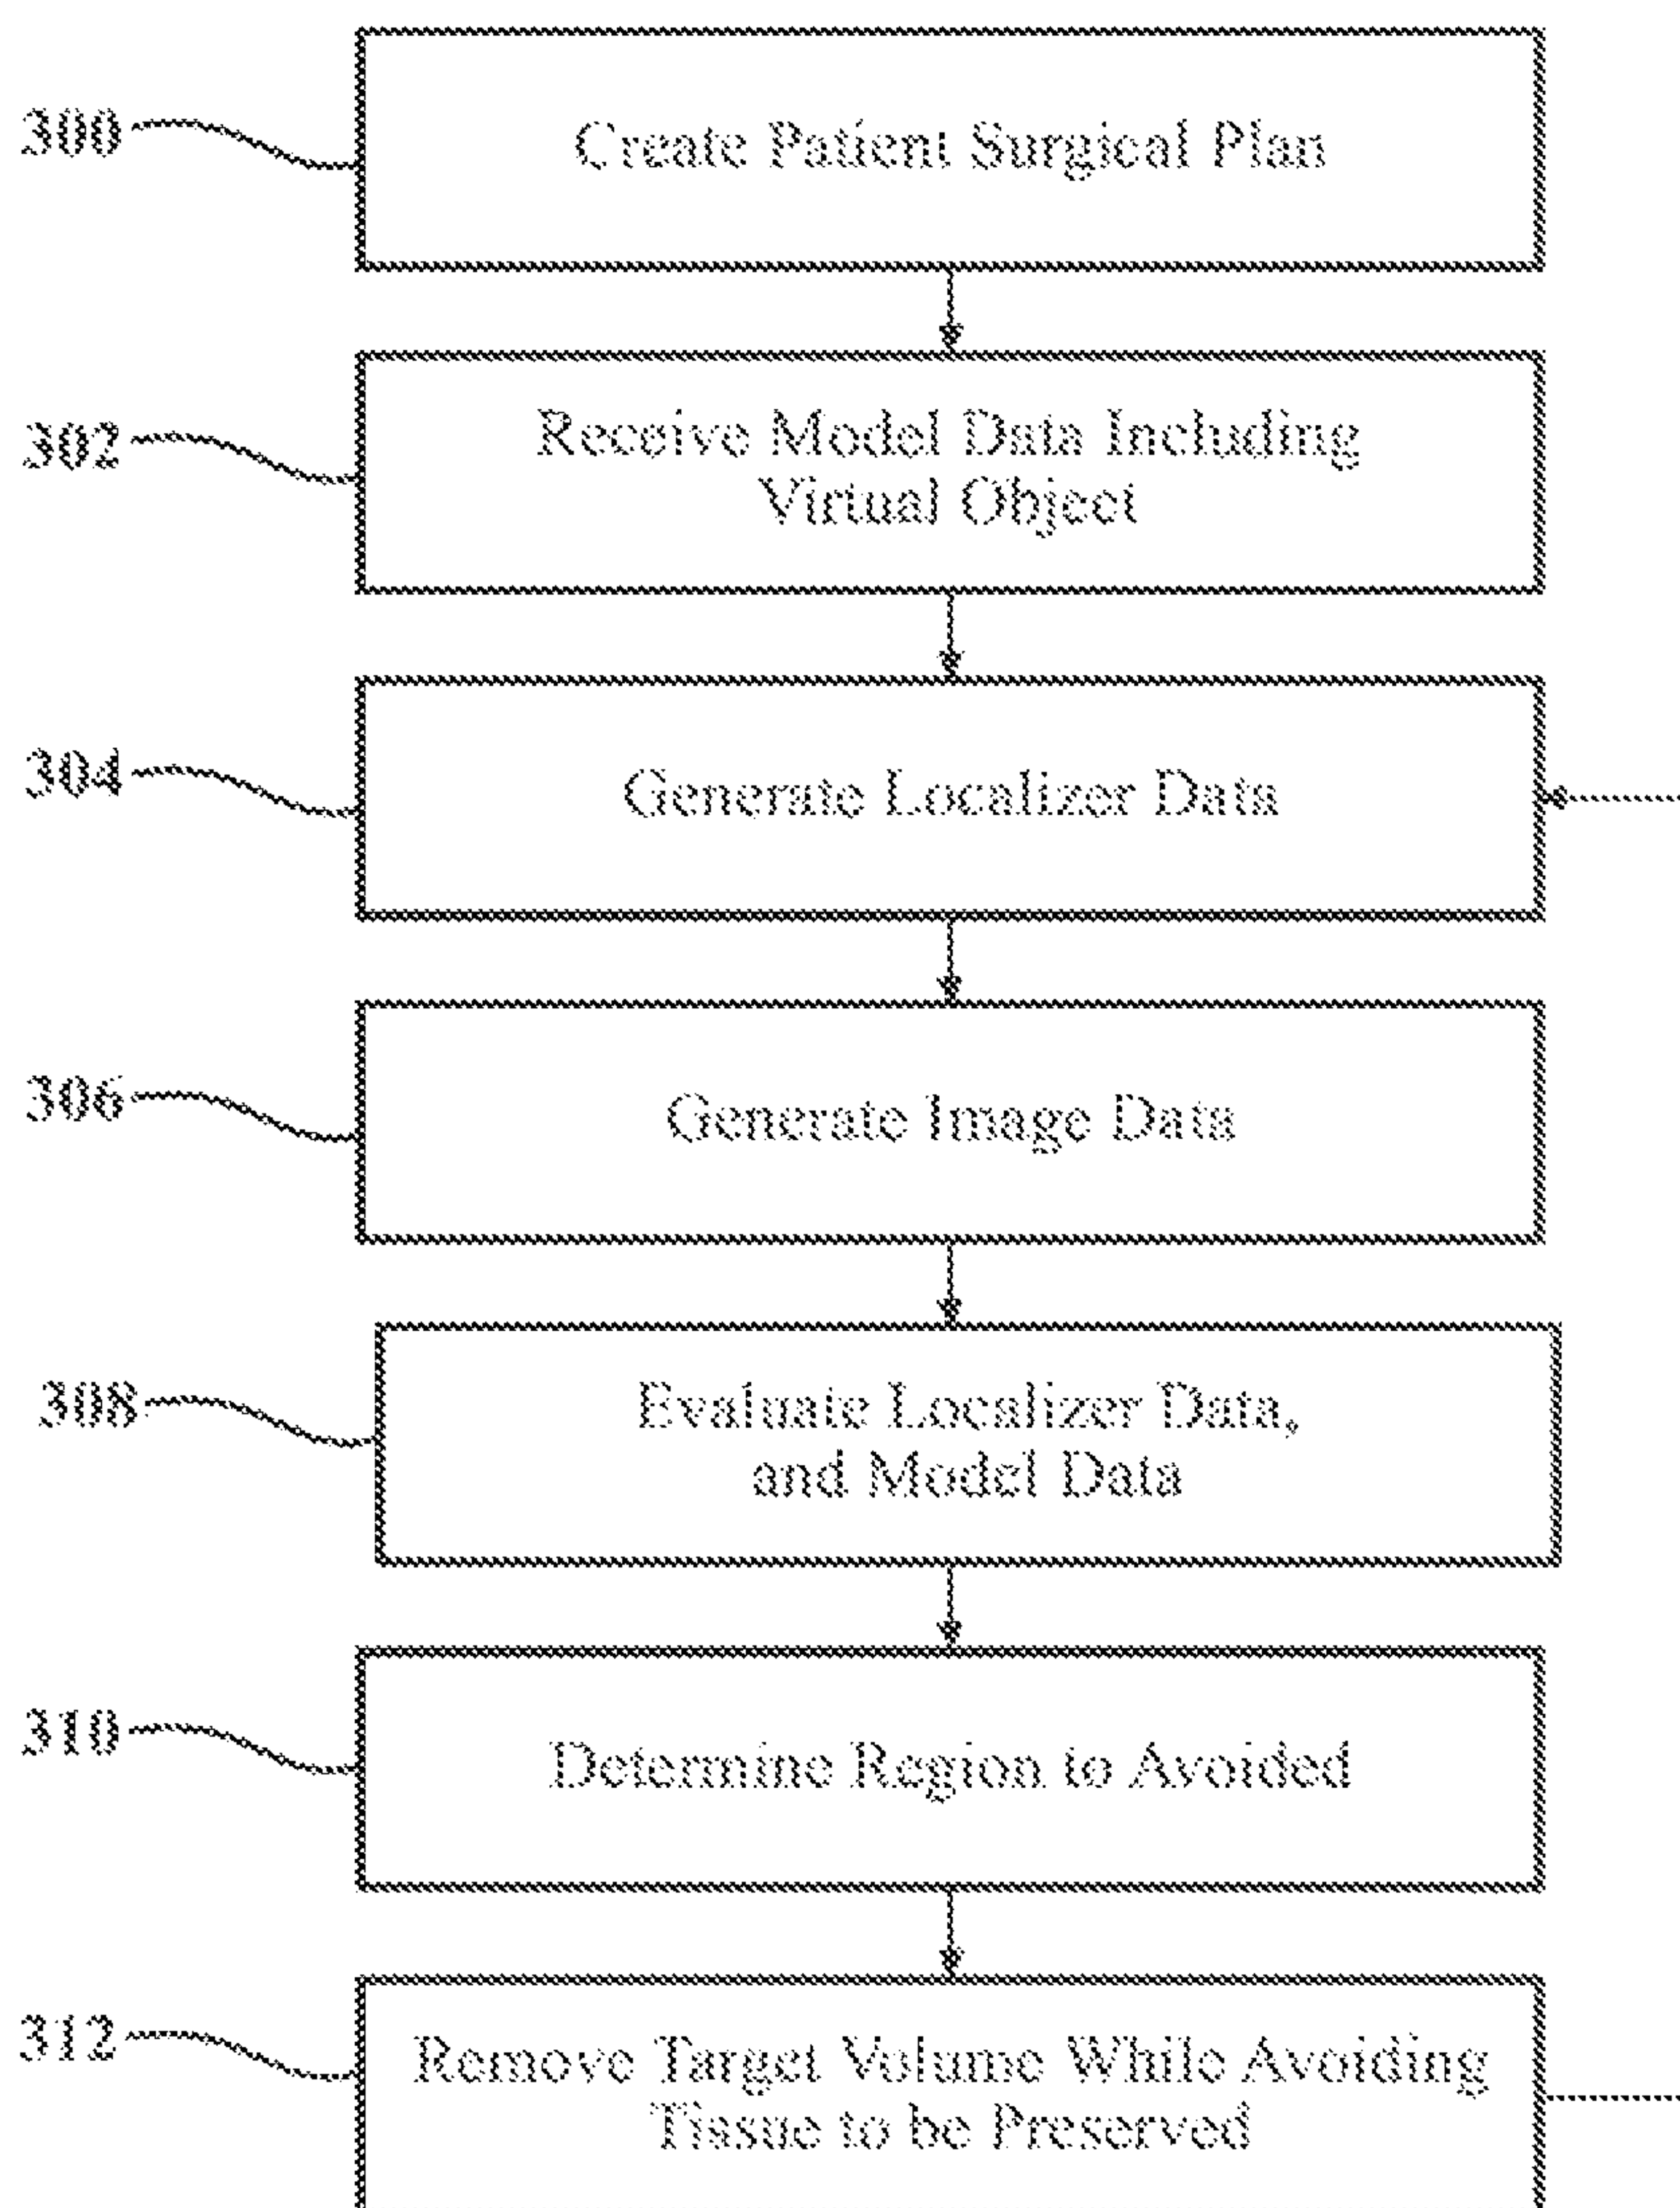 300
Create Patient Surgical Plan
302
Receive Model Data Including
Virtual Object
304
Generate Localizer Data
306
Generate Image Data
308
Evaluate Localizer Data,
and Model Data
310
Determine Region to Avoided
312
Remove Target Volume While Avoiding
Tissue to be Preserved